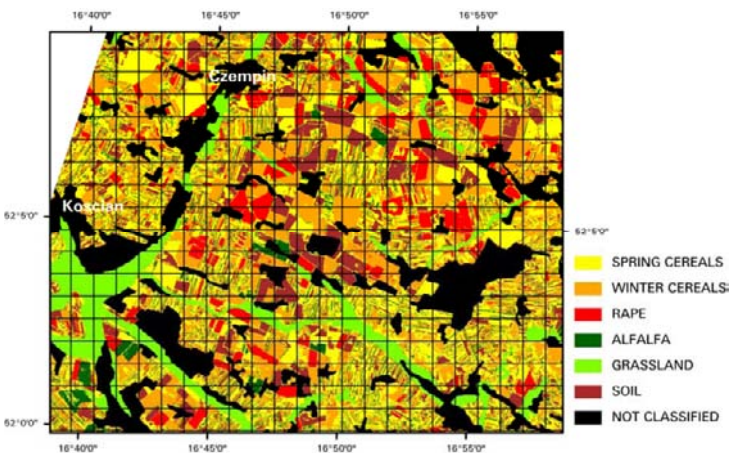 16°40'0" 16°45'0" 16°50'0" 16°55'0"
Czempin
Koscian
52°5'0" 52°5'0"
SPRING CEREALS
WINTER CEREALS
RAPE
ALFALFA
GRASSLAND
SOIL
NOT CLASSIFIED
52°0'0"
16°40'0" 16°45'0" 16°50'0" 16°55'0"